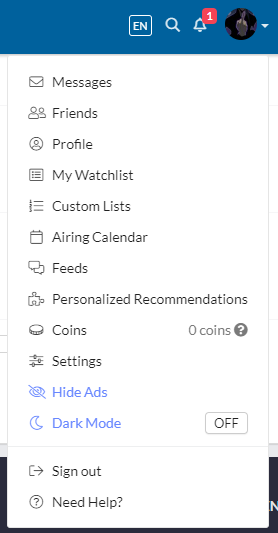 EN
1
Messages
Friends
Profile
My Watchlist
Custom Lists
Airing Calendar
Feeds
Personalized Recommendations
Coins 0 coins ?
Settings
Hide Ads
Dark Mode OFF
Sign out
Need Help?